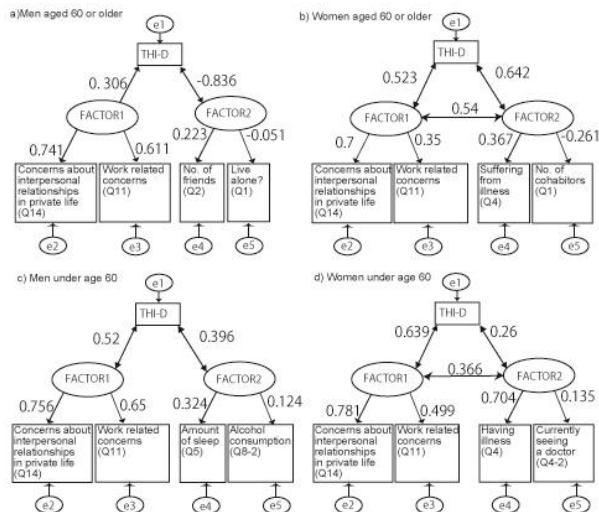 a)Men aged 60 or older
e1
THI-D
0.306
-0.836
FACTOR1
FACTOR2
0.741
0.611
0.223
-0.051
Concerns about
interpersonal
relationships
in private life
(Q14)
Work related
concerns
(Q11)
No. of
friends
(Q2)
Live
alone?
(Q1)
e2
e3
e4
e5
b) Women aged 60 or older
e1
THI-D
0.523
0.642
FACTOR1
0.54
FACTOR2
0.7
0.35
0.367
-0.261
Concerns about
interpersonal
relationships
in private life
(Q14)
Work related
concerns
(Q11)
Suffering
from
illness
(Q4)
No. of
cohabitors
(Q1)
e2
e3
e4
e5
c) Men under age 60
e1
THI-D
0.52
0.396
FACTOR1
FACTOR2
0.756
0.65
0.324
0.124
Concerns about
interpersonal
relationships
in private life
(Q14)
Work related
concerns
(Q11)
Amount
of sleep
(Q5)
Alcohol
consumption
(Q8-2)
e2
e3
e4
e5
d) Women under age 60
e1
THI-D
0.639
0.26
FACTOR1
0.366
FACTOR2
0.781
0.499
0.704
0.135
Concerns about
interpersonal
relationships
in private life
(Q14)
Work related
concerns
(Q11)
Having
illness
(Q4)
Currently
seeing
a doctor
(Q4-2)
e2
e3
e4
e5